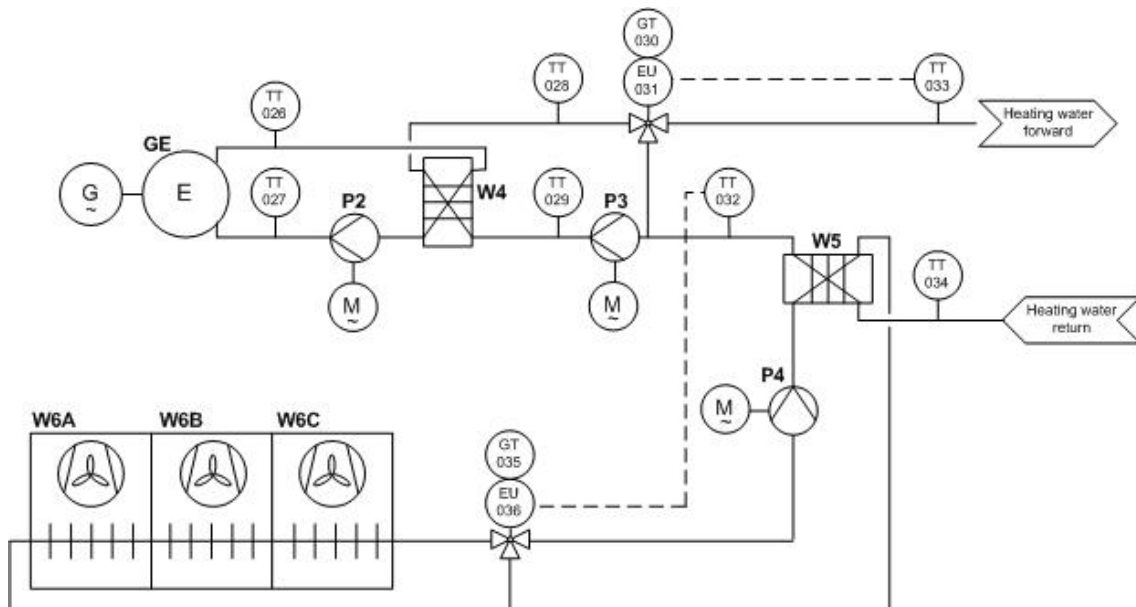 GT
030
EU
031
TT
028
TT
033
TT
026
Heating water
forward
GE
G
~
E
TT
027
P2
W4
TT
029
P3
TT
032
W5
M
~
M
~
TT
034
Heating water
return
P4
M
~
W6A
W6B
W6C
GT
035
EU
036